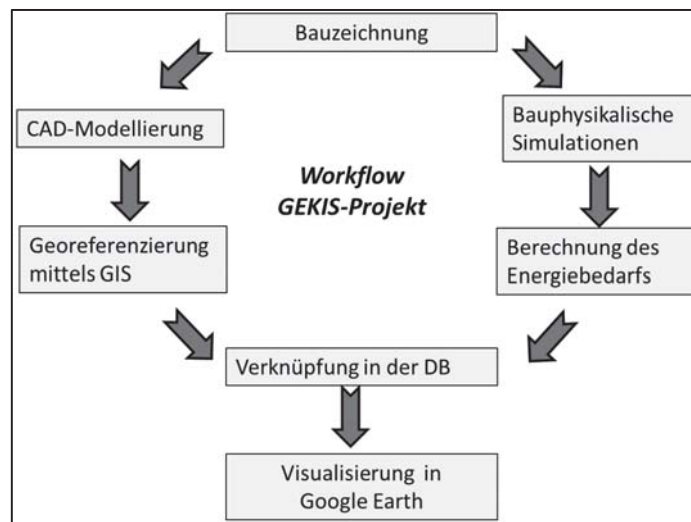 Bauzeichnung
CAD-Modellierung
Bauphysikalische
Simulationen
Workflow
GEKIS-Projekt
Georeferenzierung
mittels GIS
Berechnung des
Energiebedarfs
Verknüpfung in der DB
Visualisierung in
Google Earth